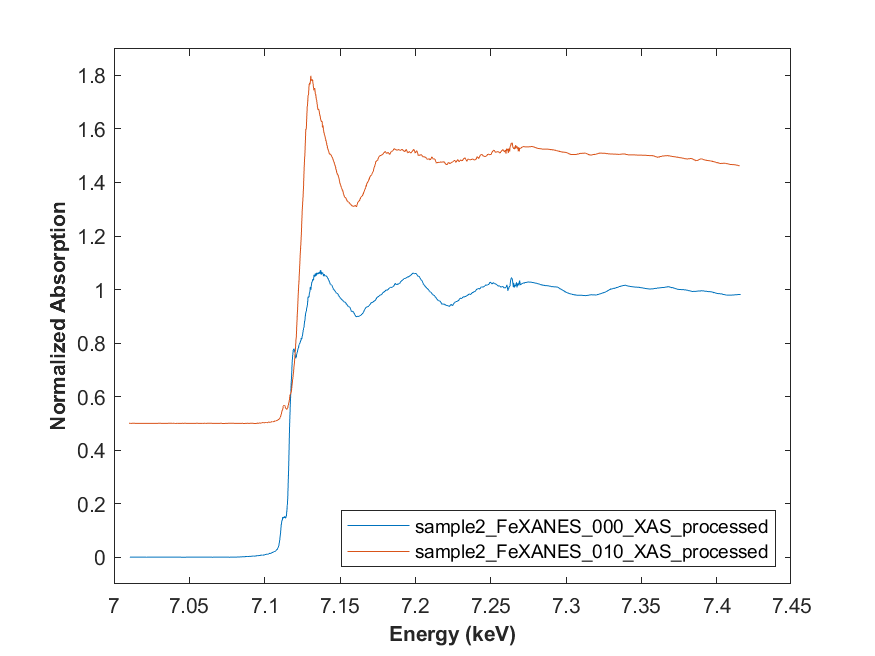 1.8
1.6
1.4
1.2
1
0.8
0.6
0.4
0.2
0
Normalized Absorption
sample2_FeXANES_000_XAS_processed
sample2_FeXANES_010_XAS_processed
7 7.05 7.1 7.15 7.2 7.25 7.3 7.35 7.4 7.45
Energy (keV)